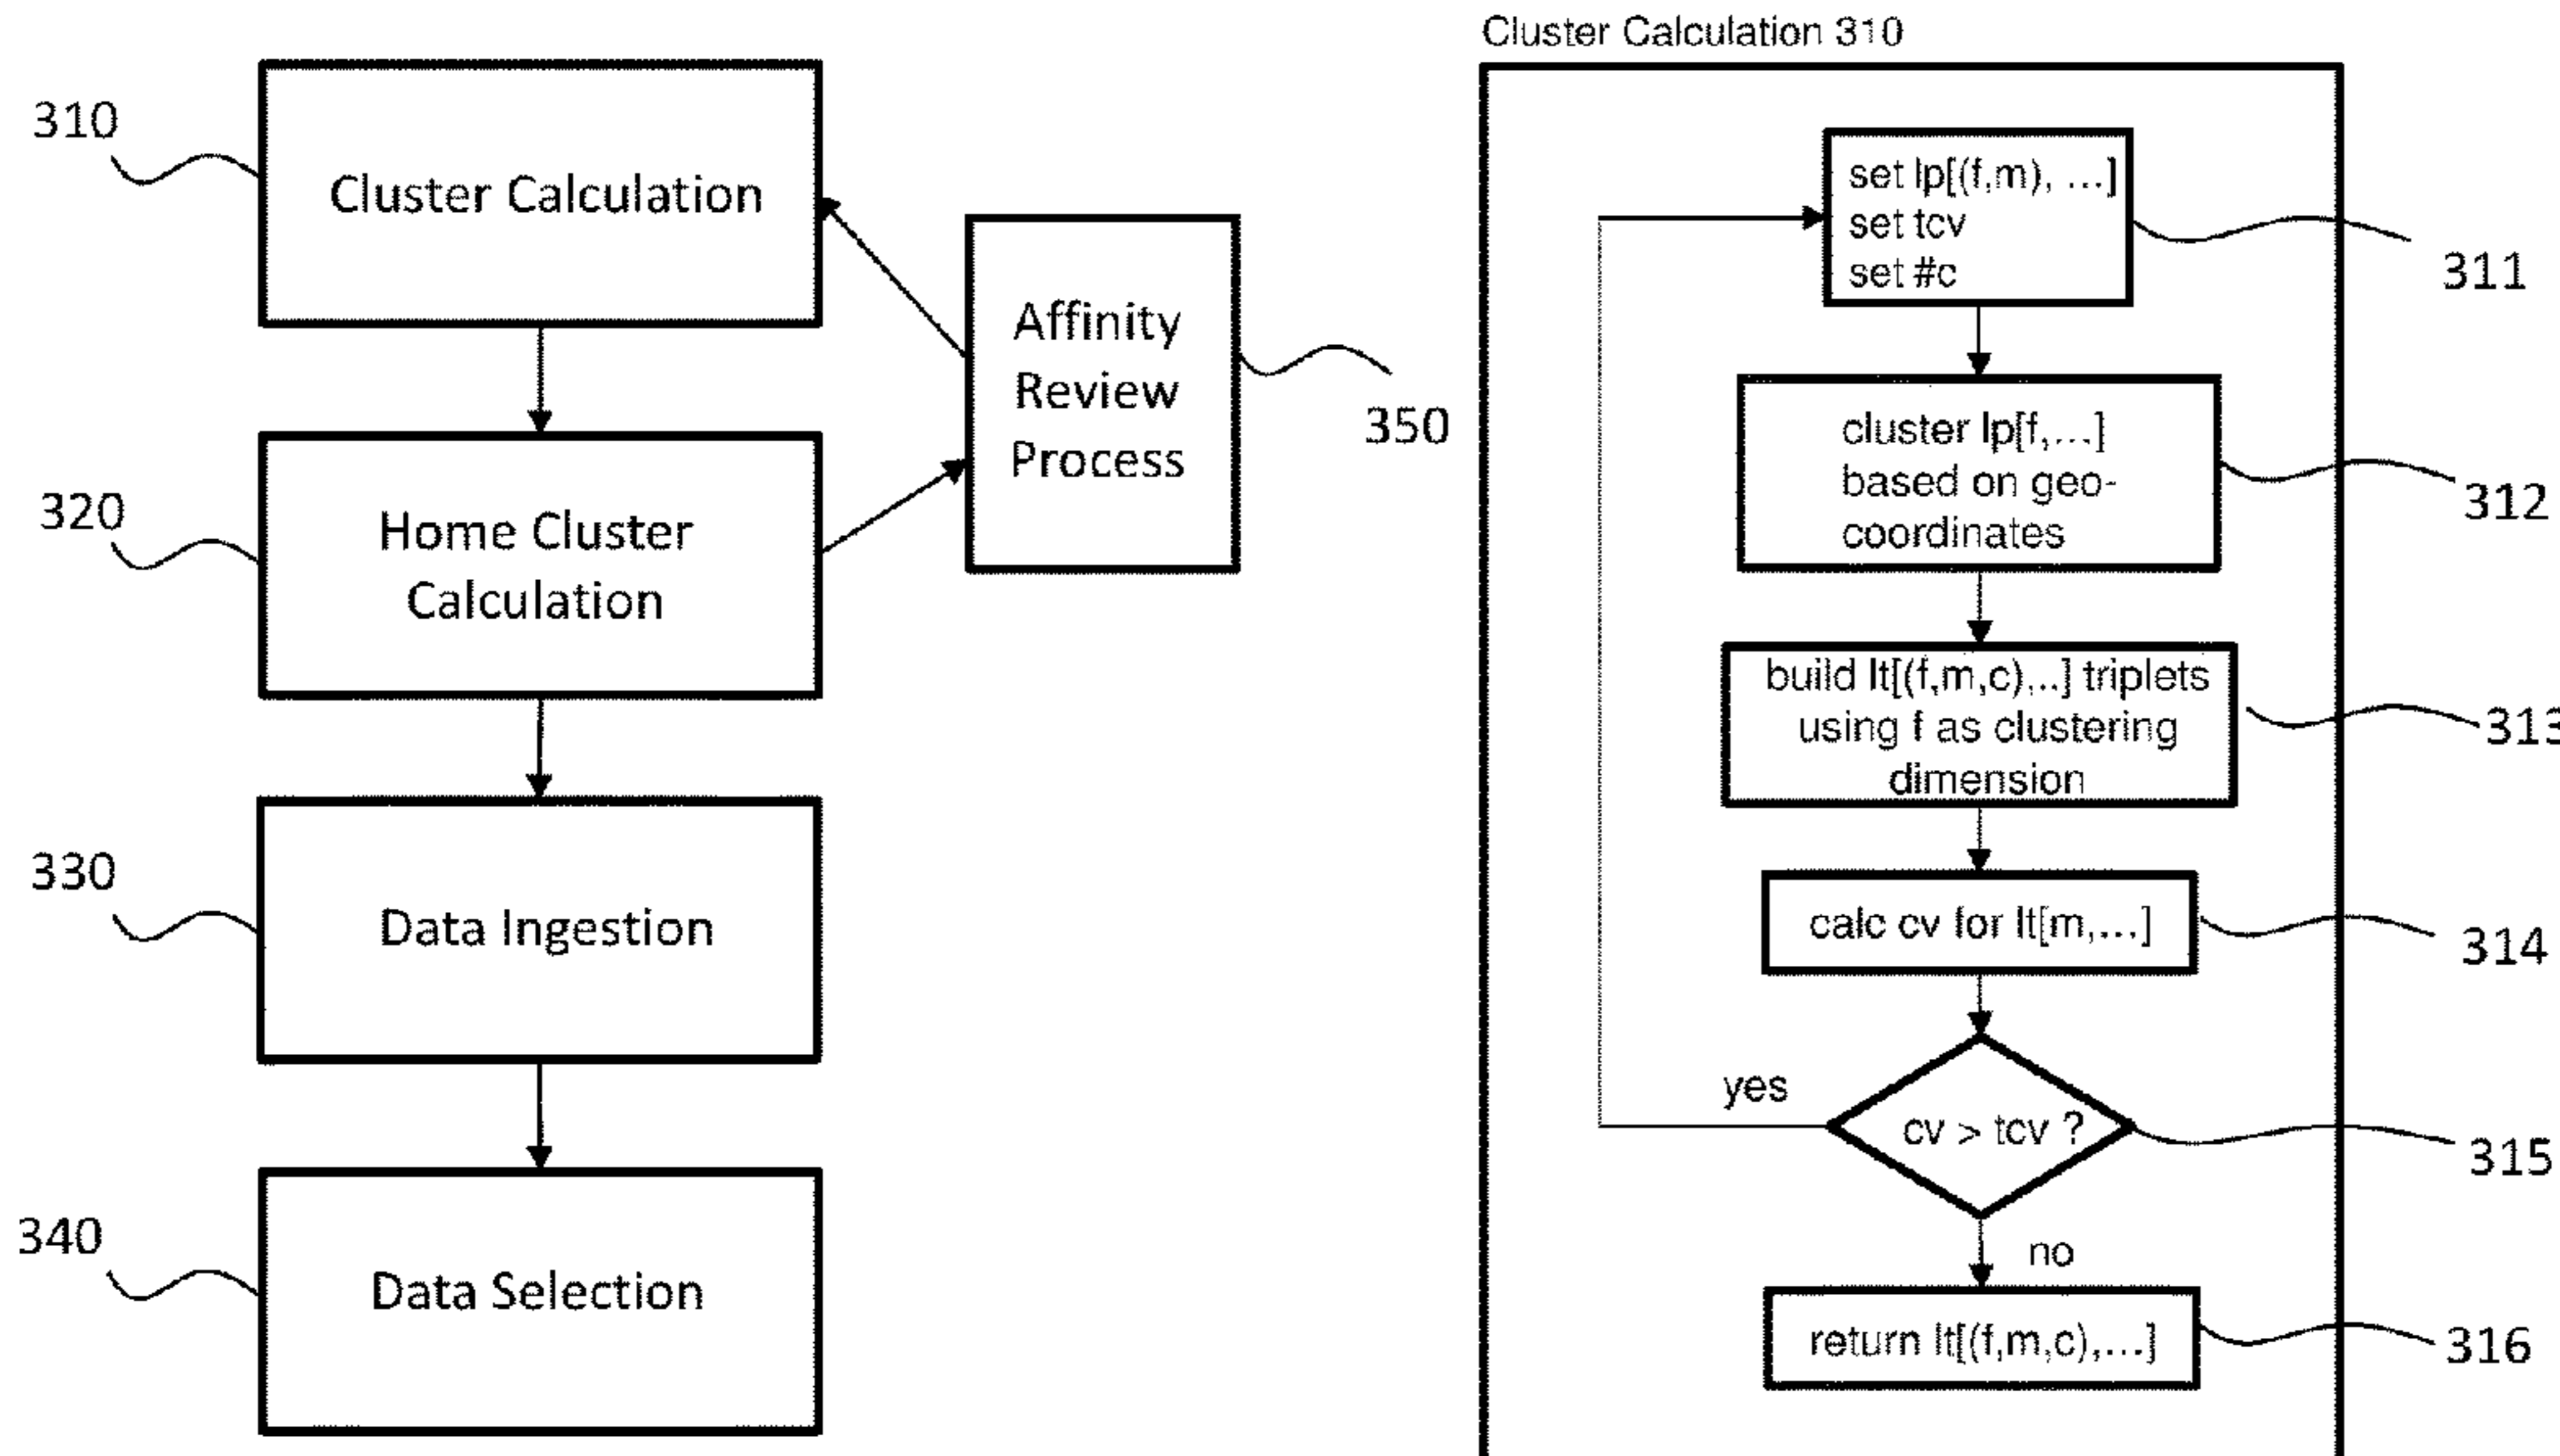 310
Cluster Calculation
320
Home Cluster
Calculation
330
Data Ingestion
340
Data Selection
Affinity
Review
Process
350
Cluster Calculation 310
set lp[(f,m), ...]
set tcv
set #c
311
cluster lp[f,...]
based on geo-
coordinates
312
build lt[(f,m,c),..] triplets
using f as clustering
dimension
313
calc cv for lt[m,...]
314
yes
cv > tcv ?
315
no
return lt[(f,m,c),...]
316